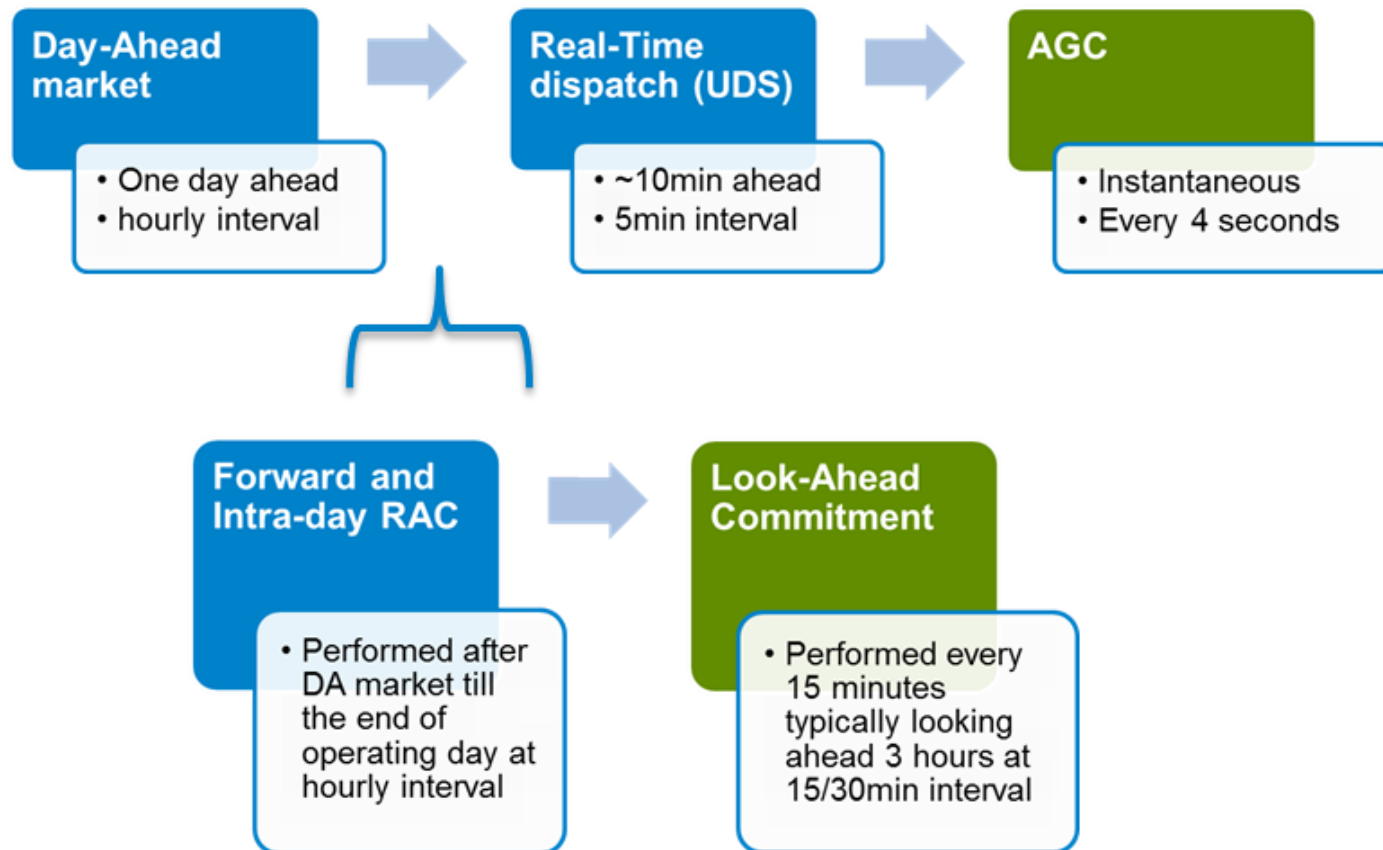 Day-Ahead
market
• One day ahead
• hourly interval
Real-Time
dispatch (UDS)
• ~10min ahead
• 5min interval
AGC
• Instantaneous
• Every 4 seconds
Forward and
Intra-day RAC
• Performed after
DA market till
the end of
operating day at
hourly interval
Look-Ahead
Commitment
• Performed every
15 minutes
typically looking
ahead 3 hours at
15/30min interval